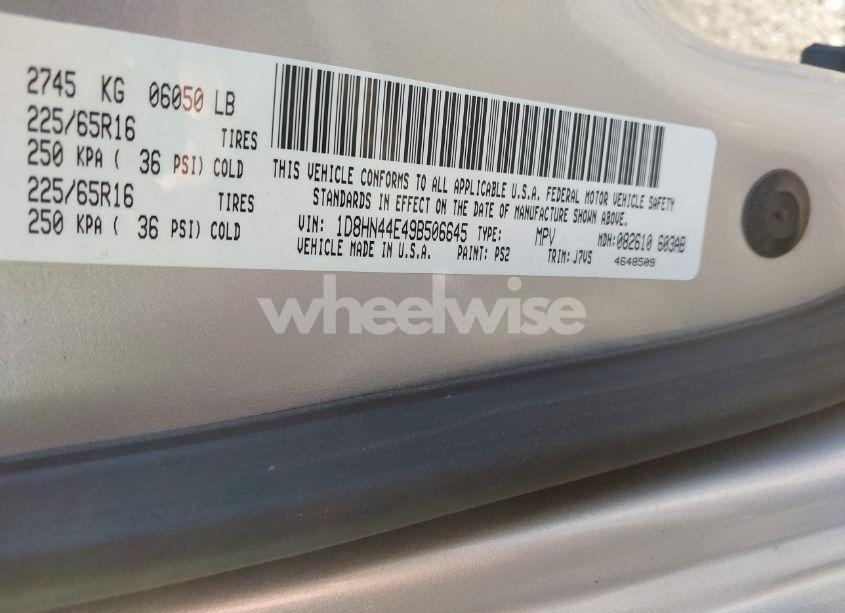 2745 KG 06050 LB
225/65R16 TIRES
250 KPA ( 36 PSI) COLD
225/65R16 TIRES
250 KPA ( 36 PSI) COLD
THIS VEHICLE CONFORMS TO ALL APPLICABLE U.S.A. FEDERAL MOTOR VEHICLE SAFETY
STANDARDS IN EFFECT ON THE DATE OF MANUFACTURE SHOWN ABOVE.
VIN: 1D8HN44E49B506645 TYPE: MPV MDH:082610 603AB
VEHICLE MADE IN U.S.A. PAINT: PS2 TRIM: J7VS 4648509
wheelwise